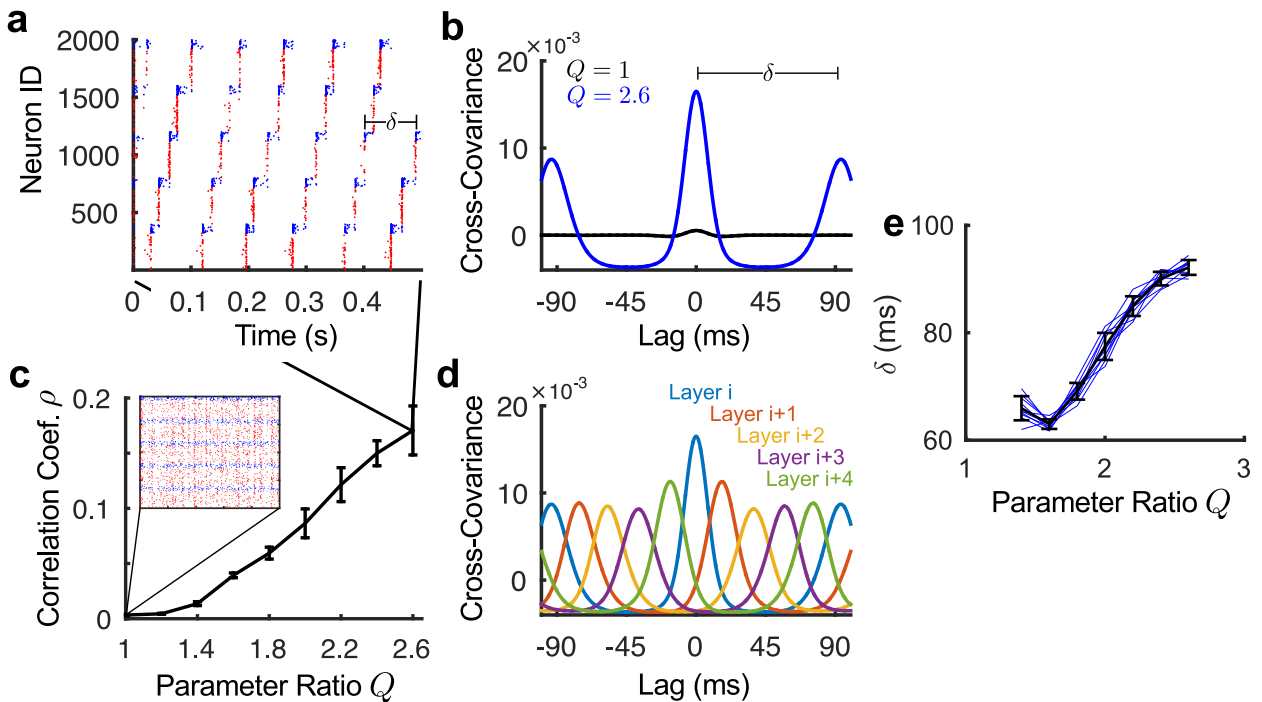 a
2000
1500
1000
500
Neuron ID
δ
0 0.1 0.2 0.3 0.4
Time (s)
b
×10⁻³
20
10
0
Cross-Covariance
Q = 1
Q = 2.6
δ
-90 -45 0 45 90
Lag (ms)
c
0.2
0.1
0
Correlation Coef. ρ
1 1.4 1.8 2.2 2.6
Parameter Ratio Q
d
×10⁻³
20
10
0
Cross-Covariance
Layer i
Layer i+1
Layer i+2
Layer i+3
Layer i+4
-90 -45 0 45 90
Lag (ms)
e
100
80
60
δ (ms)
1 2 3
Parameter Ratio Q